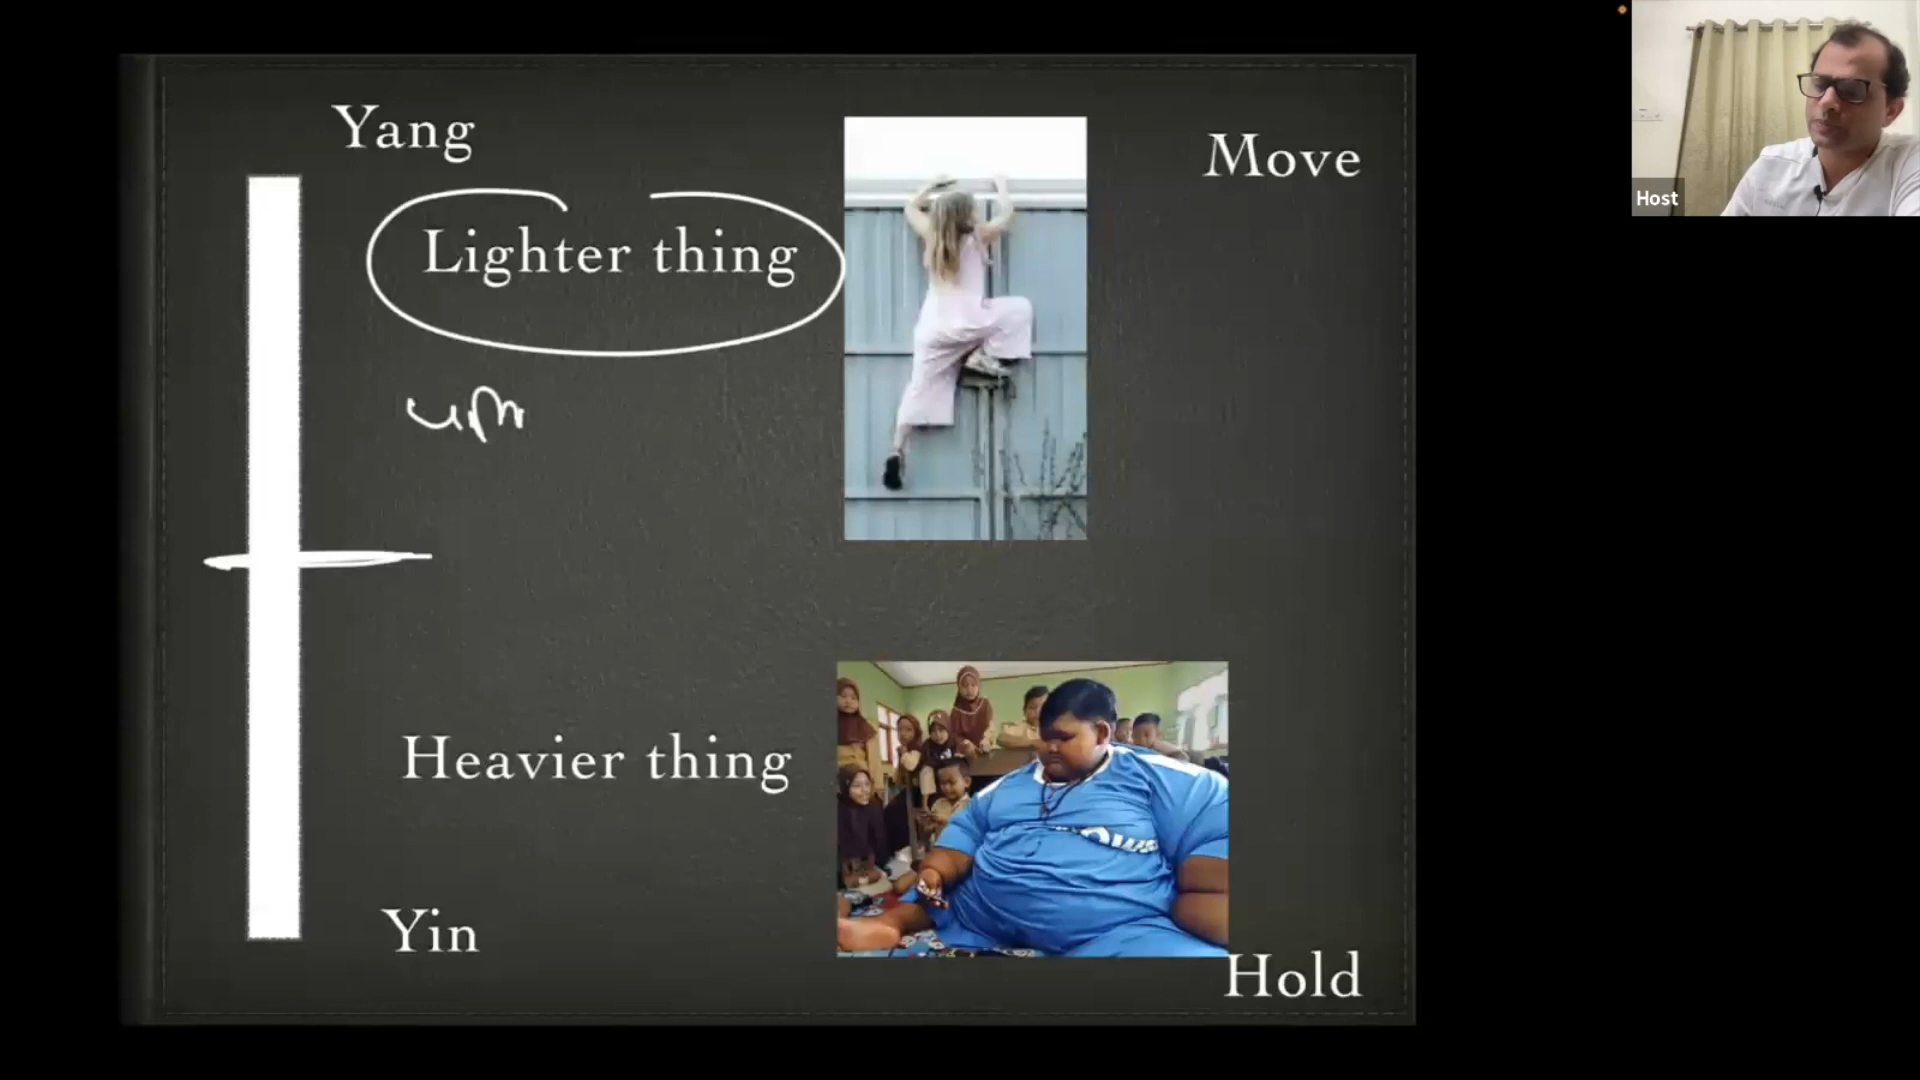 Yang
Move
Lighter thing
Heavier thing
Yin
Hold
Host